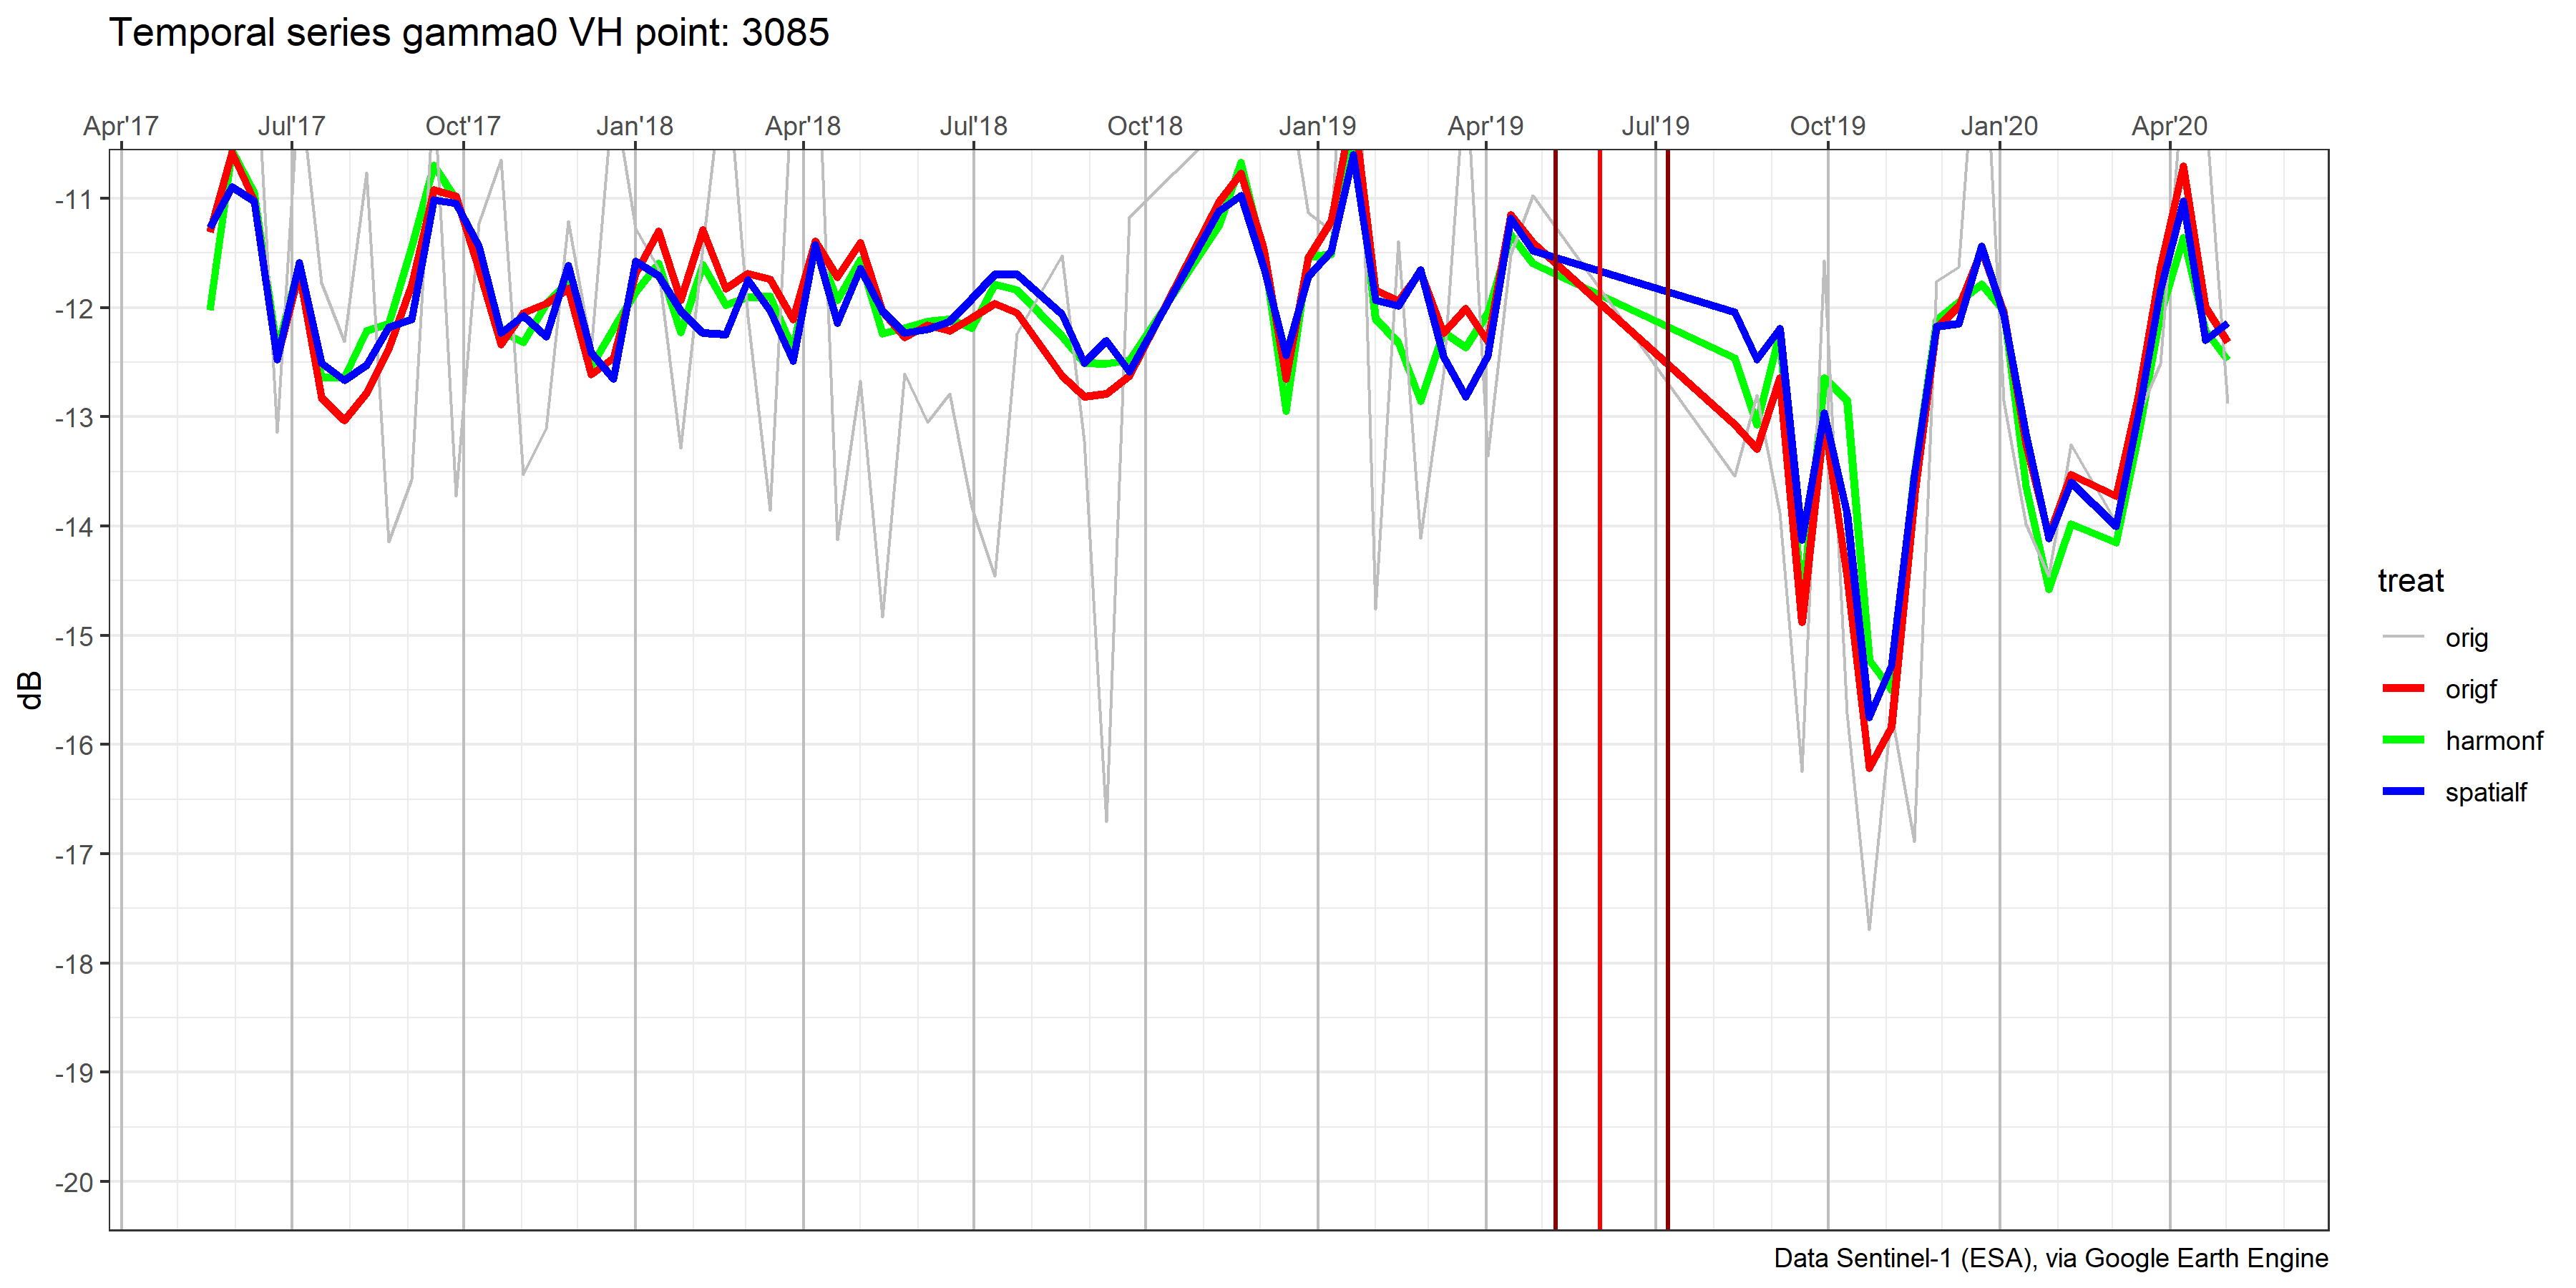 Temporal series gamma0 VH point: 3085
Apr'17 Jul'17 Oct'17 Jan'18 Apr'18 Jul'18 Oct'18 Jan'19 Apr'19 Jul'19 Oct'19 Jan'20 Apr'20
-11
-12
-13
-14
-15
-16
-17
-18
-19
-20
dB
treat
orig
origf
harmonf
spatialf
Data Sentinel-1 (ESA), via Google Earth Engine